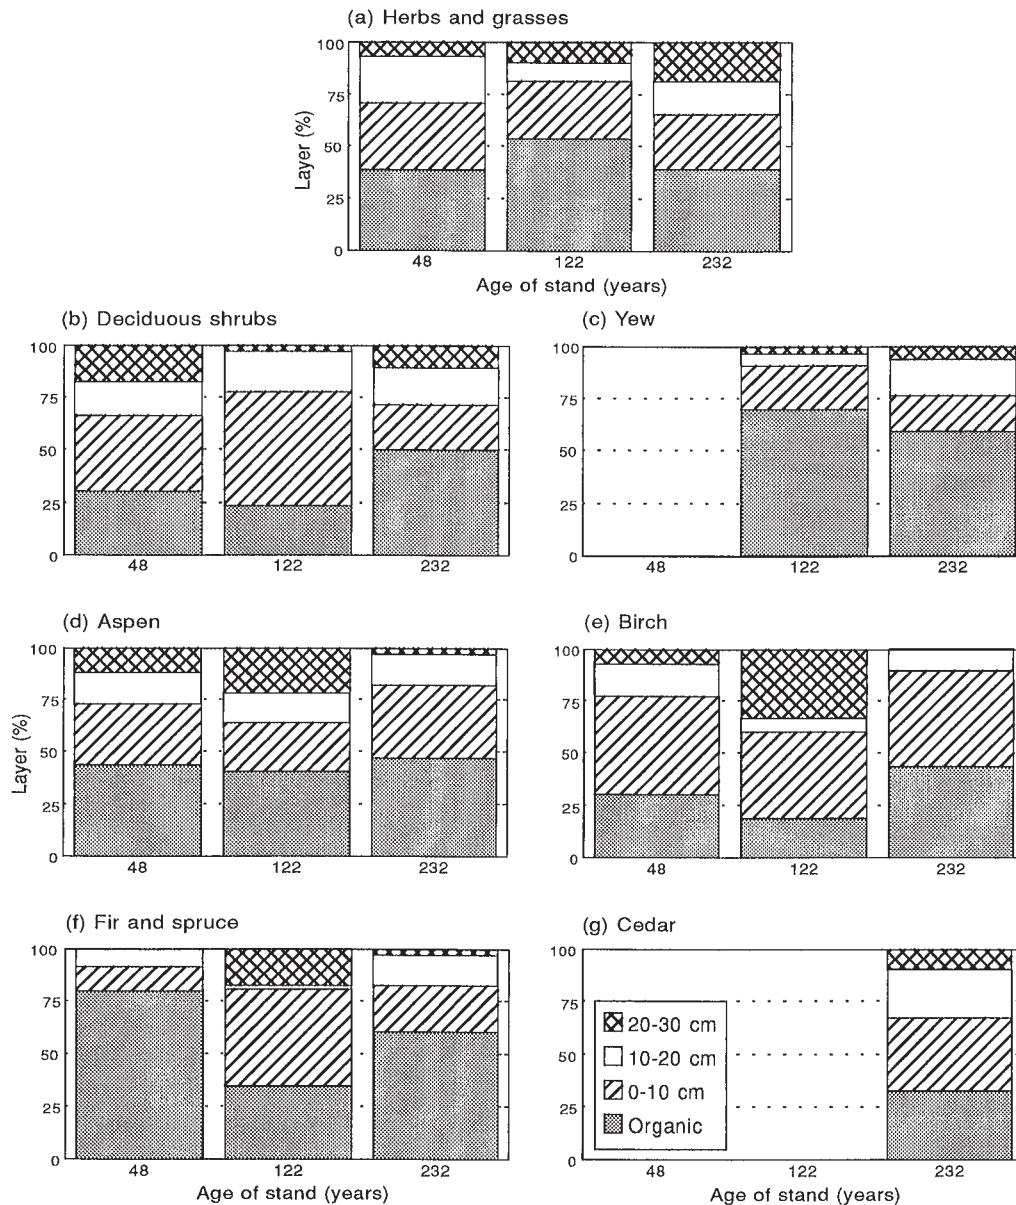 (a) Herbs and grasses
100
75
50
25
0
Layer (%)
48 122 232
Age of stand (years)
(b) Deciduous shrubs
100
75
50
25
0
48 122 232
(c) Yew
100
75
50
25
0
48 122 232
(d) Aspen
100
75
50
25
0
Layer (%)
48 122 232
(e) Birch
100
75
50
25
0
48 122 232
(f) Fir and spruce
100
75
50
25
0
48 122 232
Age of stand (years)
(g) Cedar
100
75
50
25
0
20-30 cm
10-20 cm
0-10 cm
Organic
48 122 232
Age of stand (years)